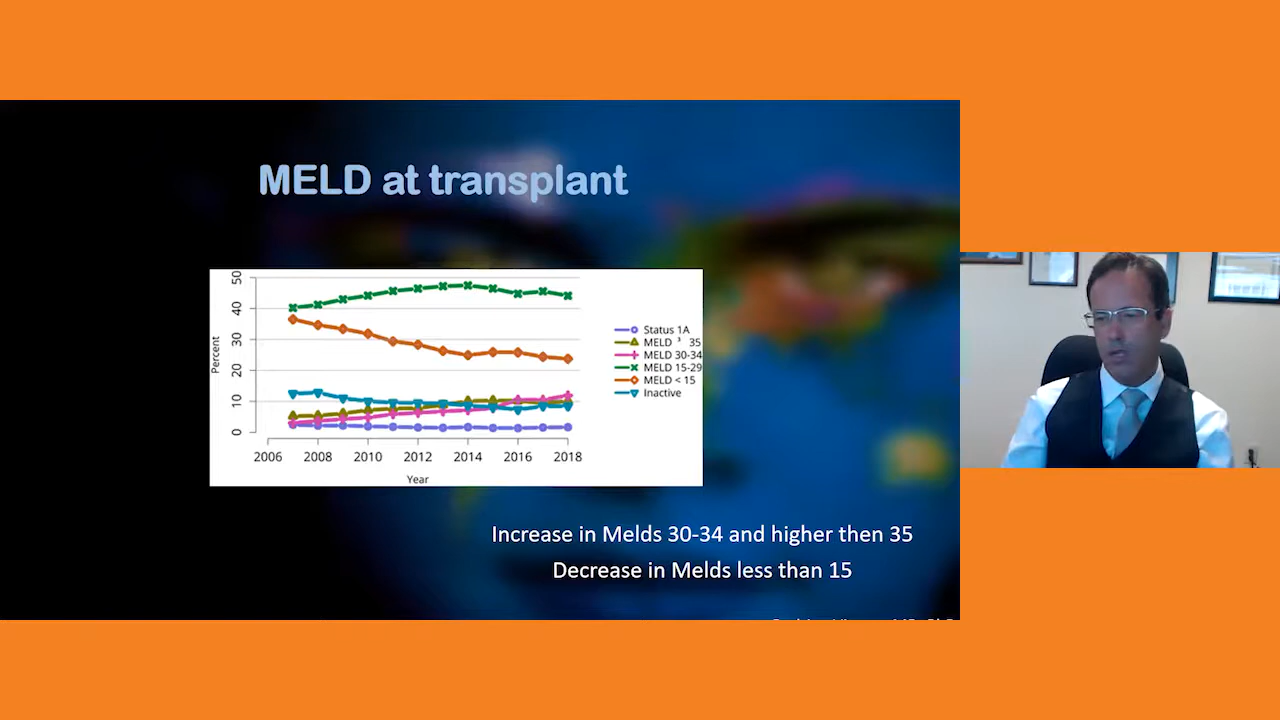 MELD at transplant
50
40
30
20
10
0
Percent
2006 2008 2010 2012 2014 2016 2018
Year
Status 1A
MELD ³ 35
MELD 30-34
MELD 15-29
MELD < 15
Inactive
Increase in Melds 30-34 and higher then 35
Decrease in Melds less than 15